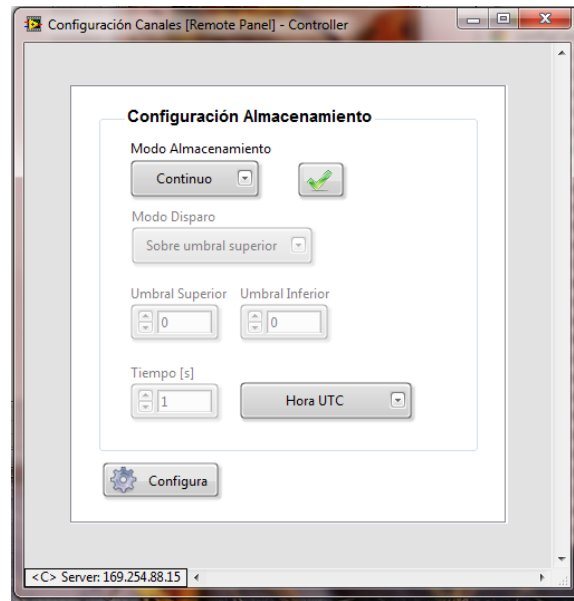 Configuración Canales [Remote Panel] - Controller
Configuración Almacenamiento
Modo Almacenamiento
Continuo
Modo Disparo
Sobre umbral superior
Umbral Superior Umbral Inferior
0 0
Tiempo [s]
1 Hora UTC
Configura
<C> Server: 169.254.88.15